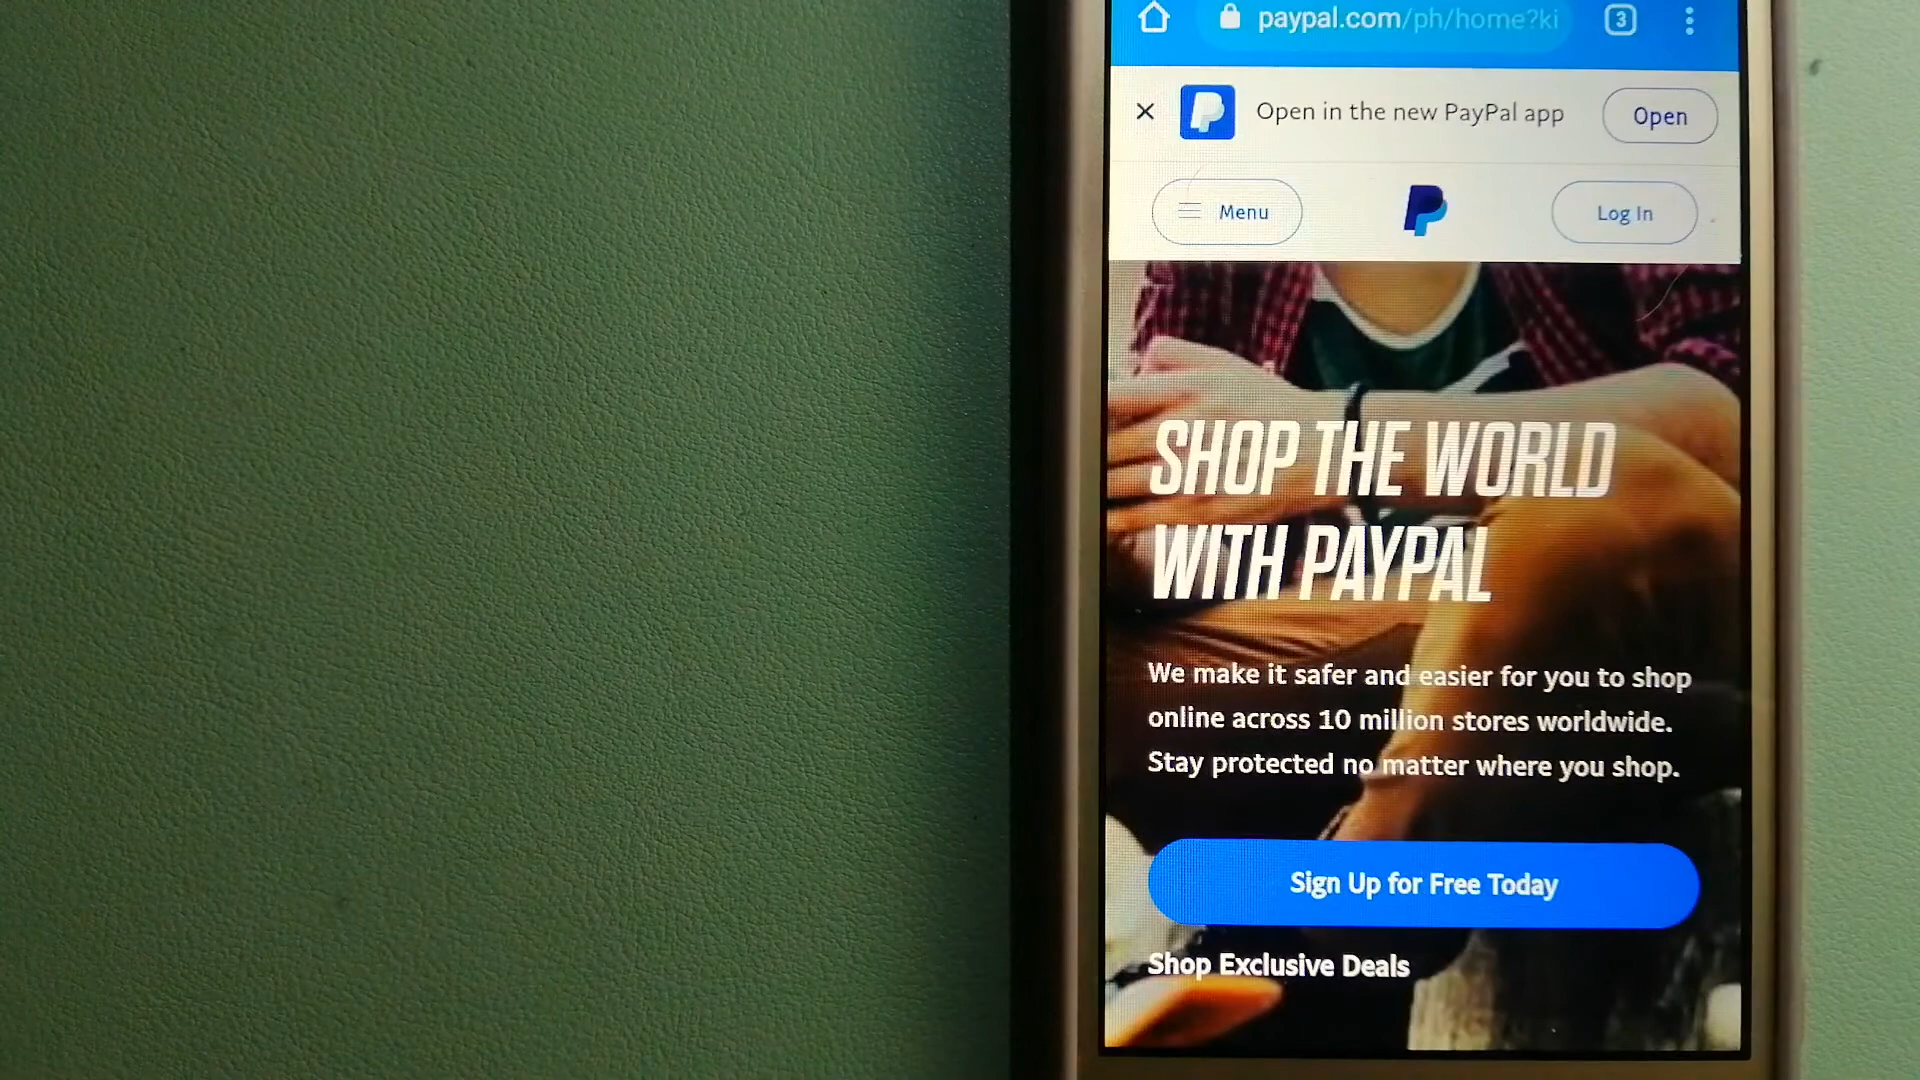 paypal.com/ph/home?ki
3
Open in the new PayPal app
Open
Menu
Log In
SHOP THE WORLD
WITH PAYPAL
We make it safer and easier for you to shop
online across 10 million stores worldwide.
Stay protected no matter where you shop.
Sign Up for Free Today
Shop Exclusive Deals